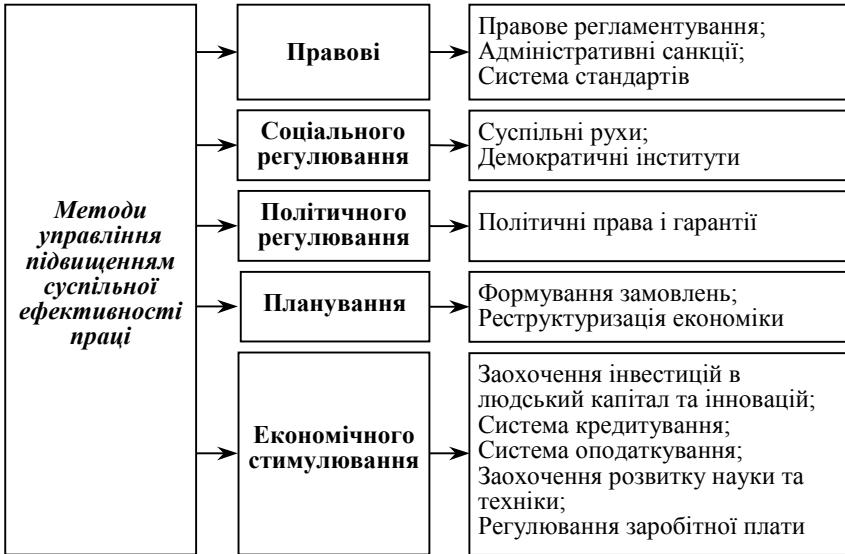 Методи
управління
підвищенням
суспільної
ефективності
праці
Правові
Правове регламентування;
Адміністративні санкції;
Система стандартів
Соціального
регулювання
Суспільні рухи;
Демократичні інститути
Політичного
регулювання
Політичні права і гарантії
Планування
Формування замовлень;
Реструктуризація економіки
Економічного
стимулювання
Заохочення інвестицій в
людський капітал та інновацій;
Система кредитування;
Система оподаткування;
Заохочення розвитку науки та
техніки;
Регулювання заробітної плати